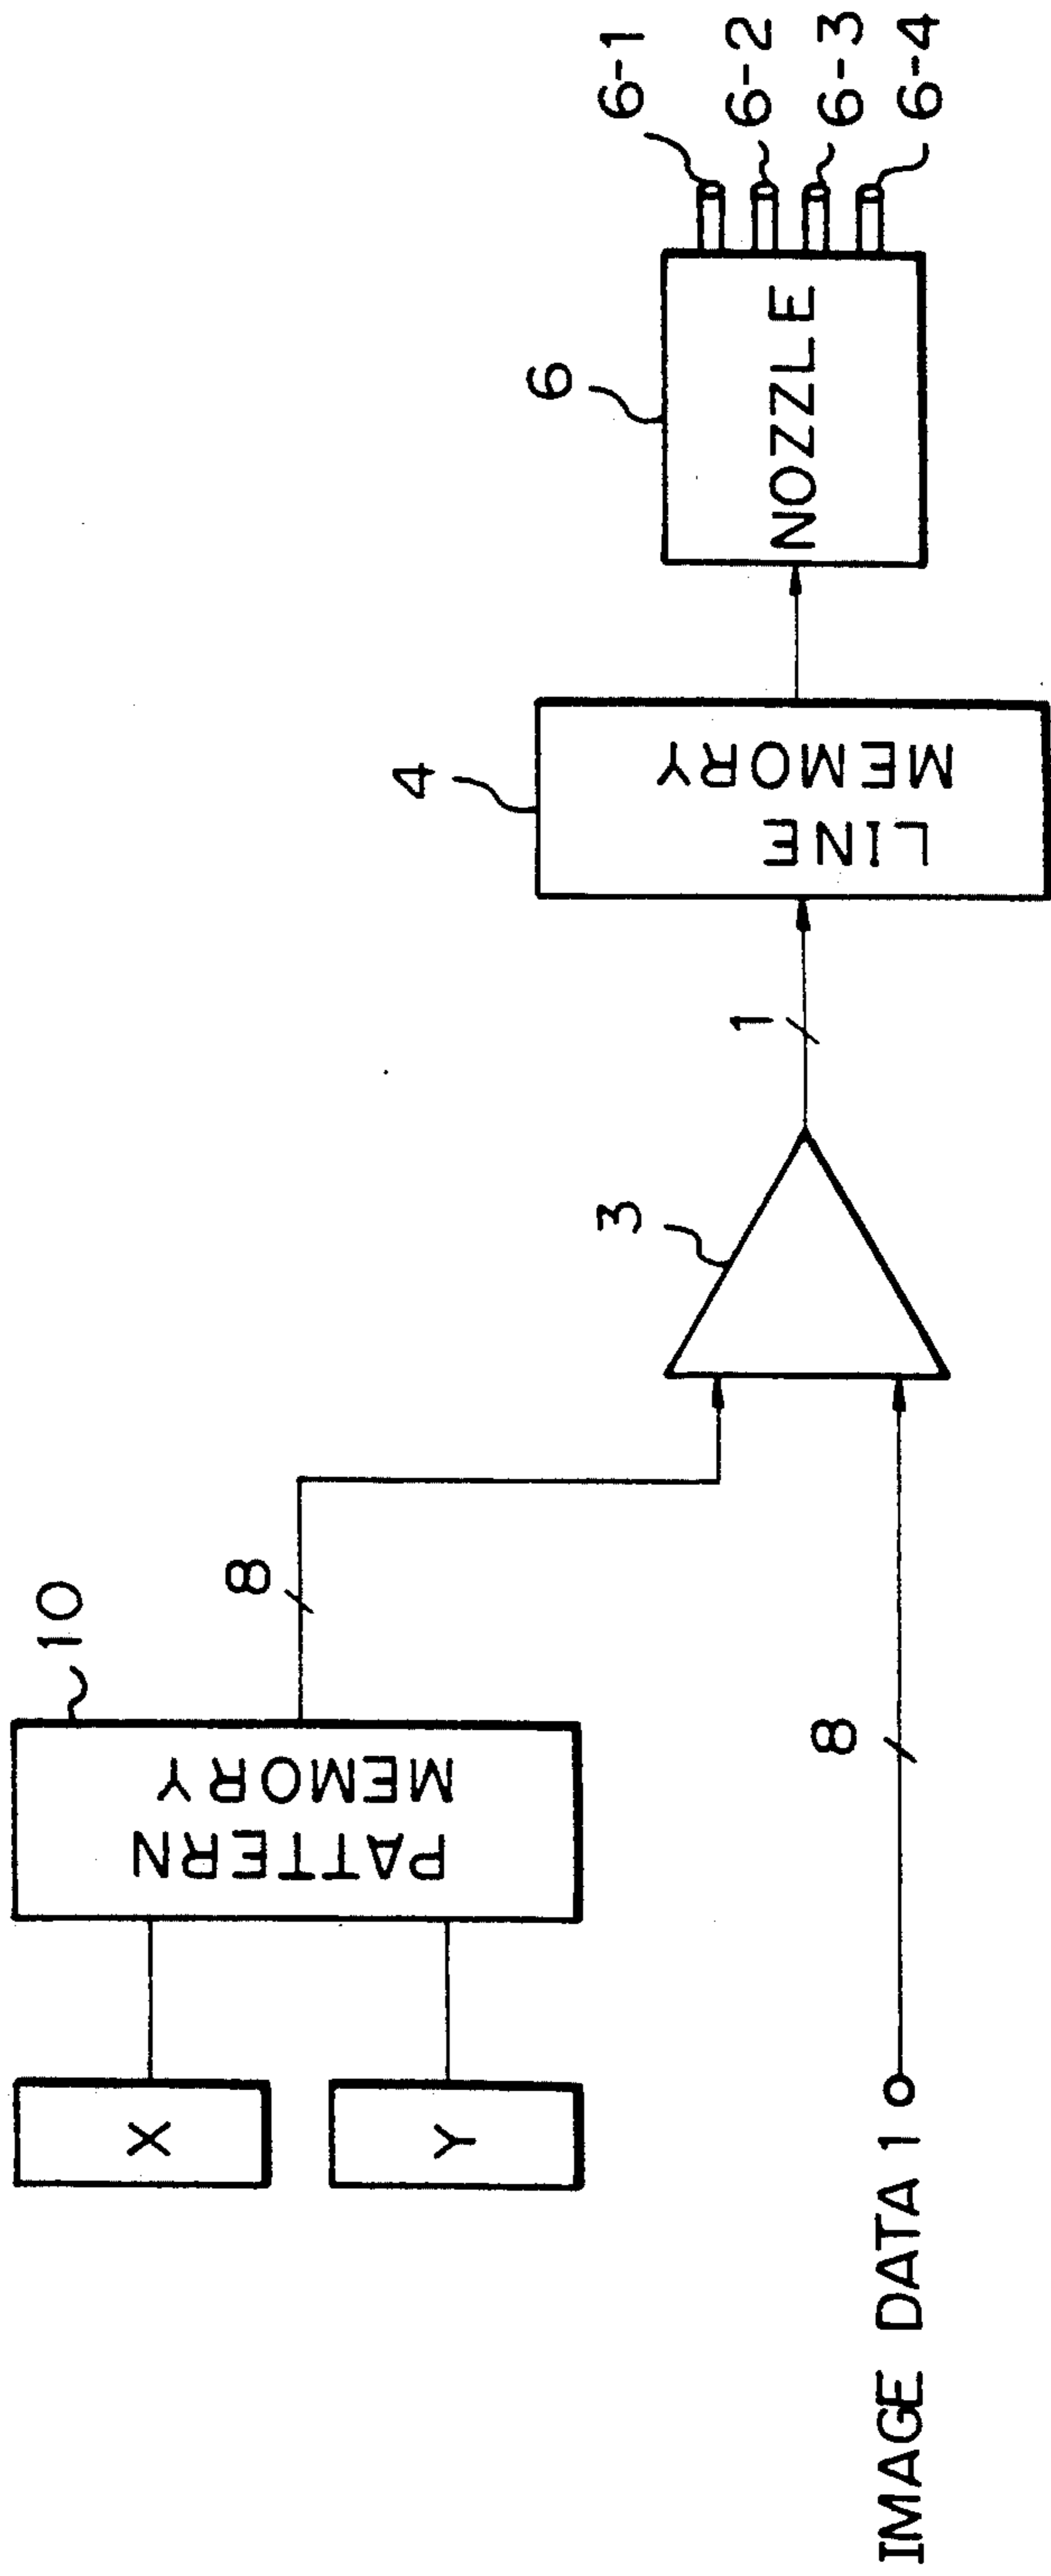 X
Y
PATTERN
MEMORY
10
8
IMAGE DATA 1
8
3
1
LINE
MEMORY
4
NOZZLE
6
6-1
6-2
6-3
6-4